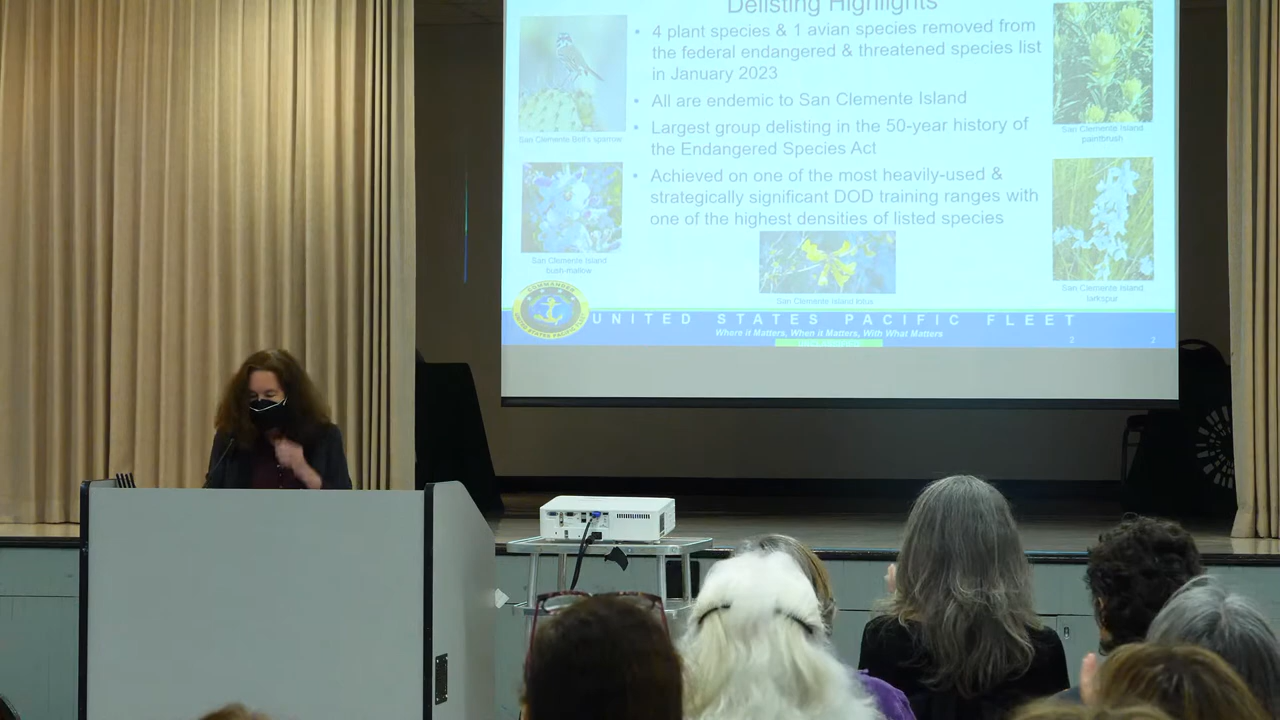 Delisting Highlights
• 4 plant species & 1 avian species removed from
the federal endangered & threatened species list
in January 2023
• All are endemic to San Clemente Island
• Largest group delisting in the 50-year history of
the Endangered Species Act
• Achieved on one of the most heavily-used &
strategically significant DOD training ranges with
one of the highest densities of listed species
San Clemente Bell's sparrow
San Clemente Island
paintbrush
San Clemente Island
bush-mallow
San Clemente Island lotus
San Clemente Island
larkspur
COMMANDER
UNITED STATES PACIFIC FLEET
Where it Matters, When it Matters, With What Matters
2
2